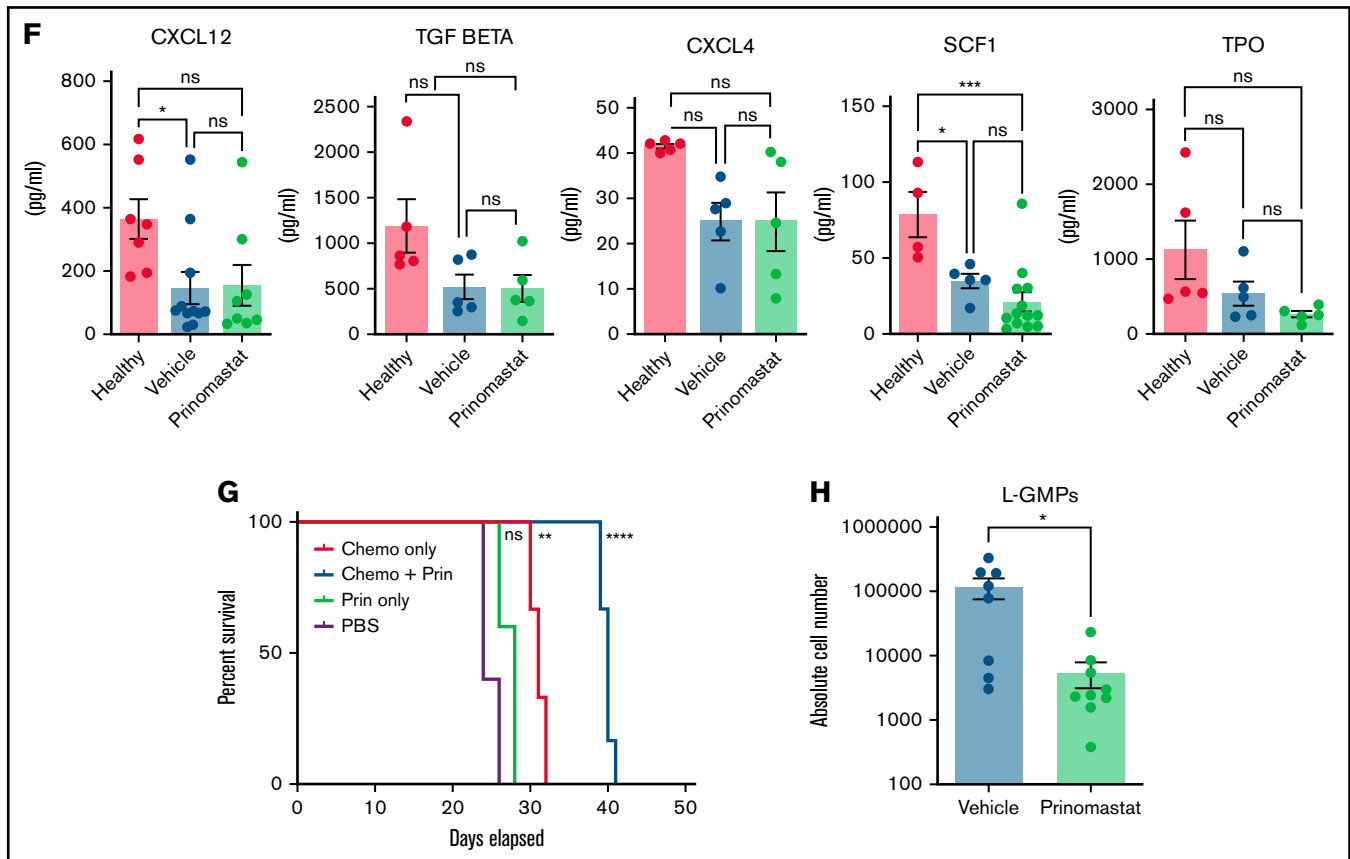 F
CXCL12
ns
*
ns
800
600
400
200
0
(pg/ml)
Healthy
Vehicle
Prinomastat
TGF BETA
ns
ns
ns
2500
2000
1500
1000
500
0
(pg/ml)
Healthy
Vehicle
Prinomastat
CXCL4
ns
ns
ns
50
40
30
20
10
0
(pg/ml)
Healthy
Vehicle
Prinomastat
SCF1
***
*
ns
150
100
50
0
(pg/ml)
Healthy
Vehicle
Prinomastat
TPO
ns
ns
ns
3000
2000
1000
0
(pg/ml)
Healthy
Vehicle
Prinomastat
G
100
50
0
Percent survival
ns
**
****
Chemo only
Chemo + Prin
Prin only
PBS
0 10 20 30 40 50
Days elapsed
H
L-GMPs
*
1000000
100000
10000
1000
100
Absolute cell number
Vehicle Prinomastat